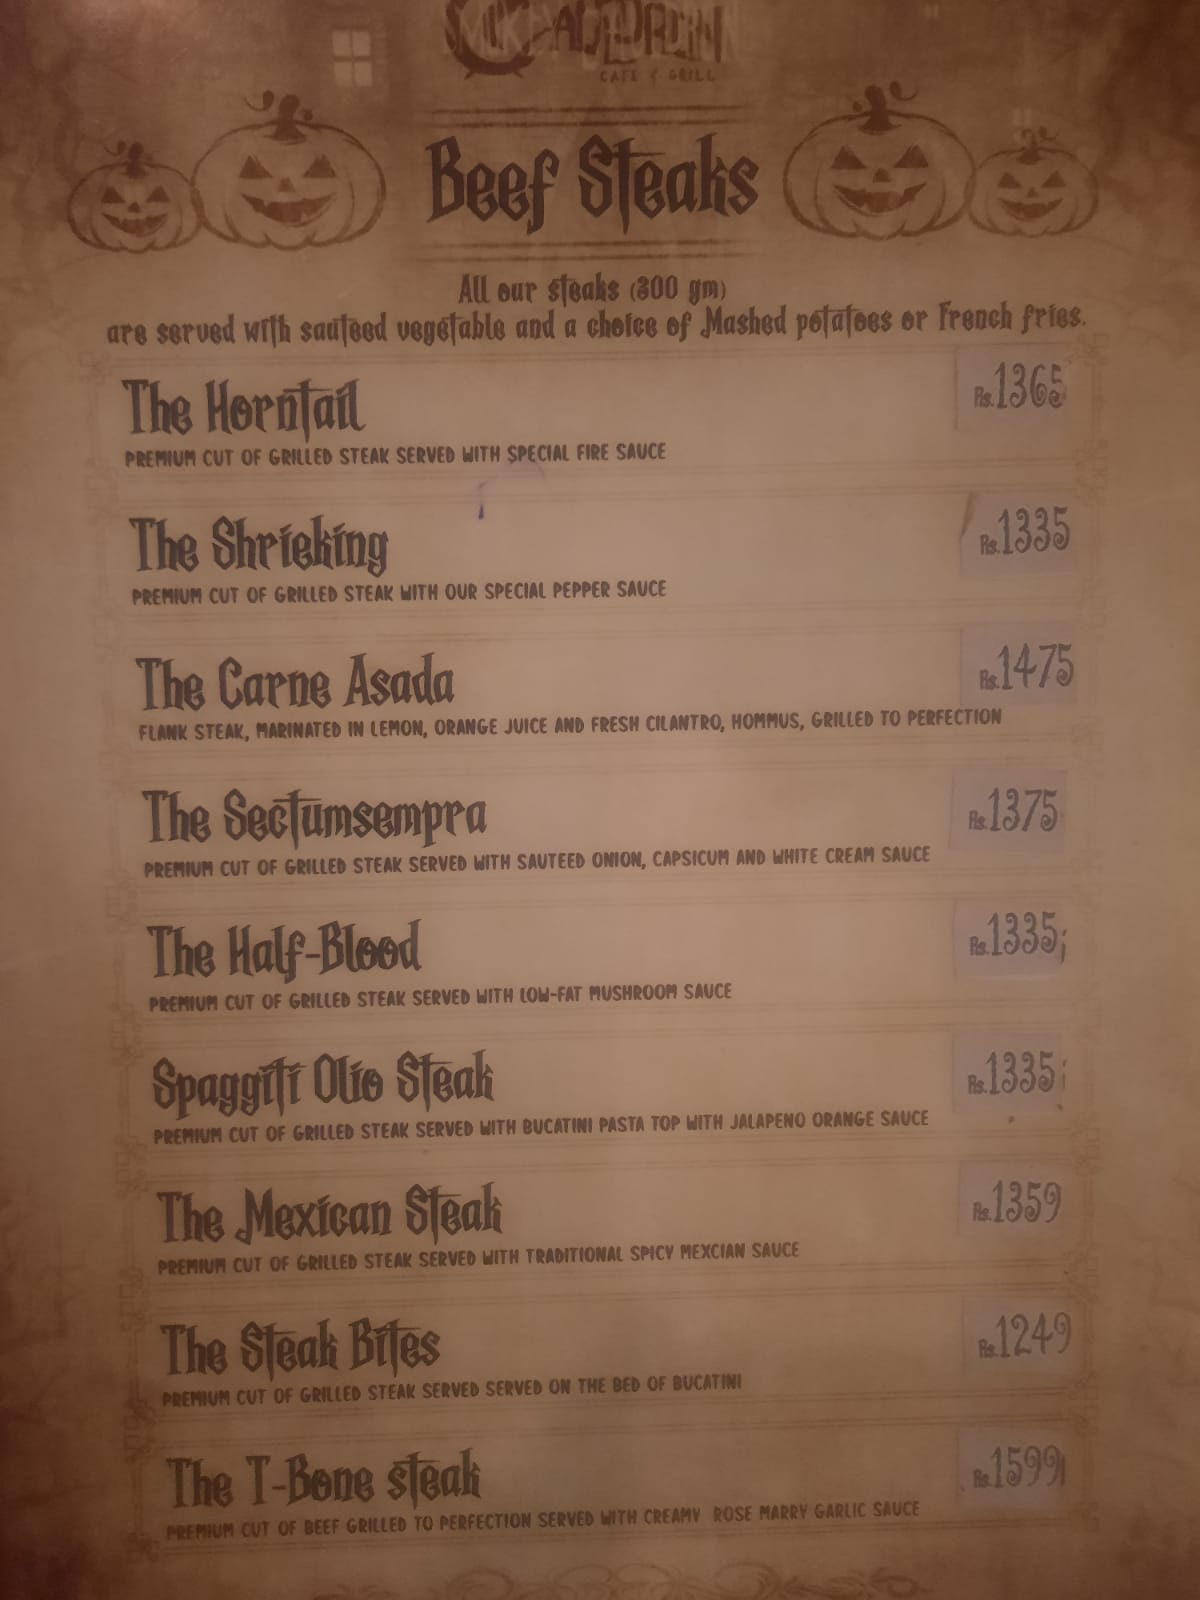 CAFE & GRILL
Beef Steaks
All our steaks (300 gm)
are served with sauteed vegetable and a choice of Mashed potatoes or French fries.
The Horntail Rs.1365
PREMIUM CUT OF GRILLED STEAK SERVED WITH SPECIAL FIRE SAUCE
The Shrieking Rs.1335
PREMIUM CUT OF GRILLED STEAK WITH OUR SPECIAL PEPPER SAUCE
The Carne Asada Rs.1475
FLANK STEAK, MARINATED IN LEMON, ORANGE JUICE AND FRESH CILANTRO, HOMMUS, GRILLED TO PERFECTION
The Sectumsempra Rs.1375
PREMIUM CUT OF GRILLED STEAK SERVED WITH SAUTEED ONION, CAPSICUM AND WHITE CREAM SAUCE
The Half-Blood Rs.1335
PREMIUM CUT OF GRILLED STEAK SERVED WITH LOW-FAT MUSHROOM SAUCE
Spaggiti Olio Steak Rs.1335
PREMIUM CUT OF GRILLED STEAK SERVED WITH BUCATINI PASTA TOP WITH JALAPENO ORANGE SAUCE
The Mexican Steak Rs.1359
PREMIUM CUT OF GRILLED STEAK SERVED WITH TRADITIONAL SPICY MEXCIAN SAUCE
The Steak Bites Rs.1249
PREMIUM CUT OF GRILLED STEAK SERVED SERVED ON THE BED OF BUCATINI
The T-Bone steak Rs.1599
PREMIUM CUT OF BEEF GRILLED TO PERFECTION SERVED WITH CREAMY ROSE MARRY GARLIC SAUCE